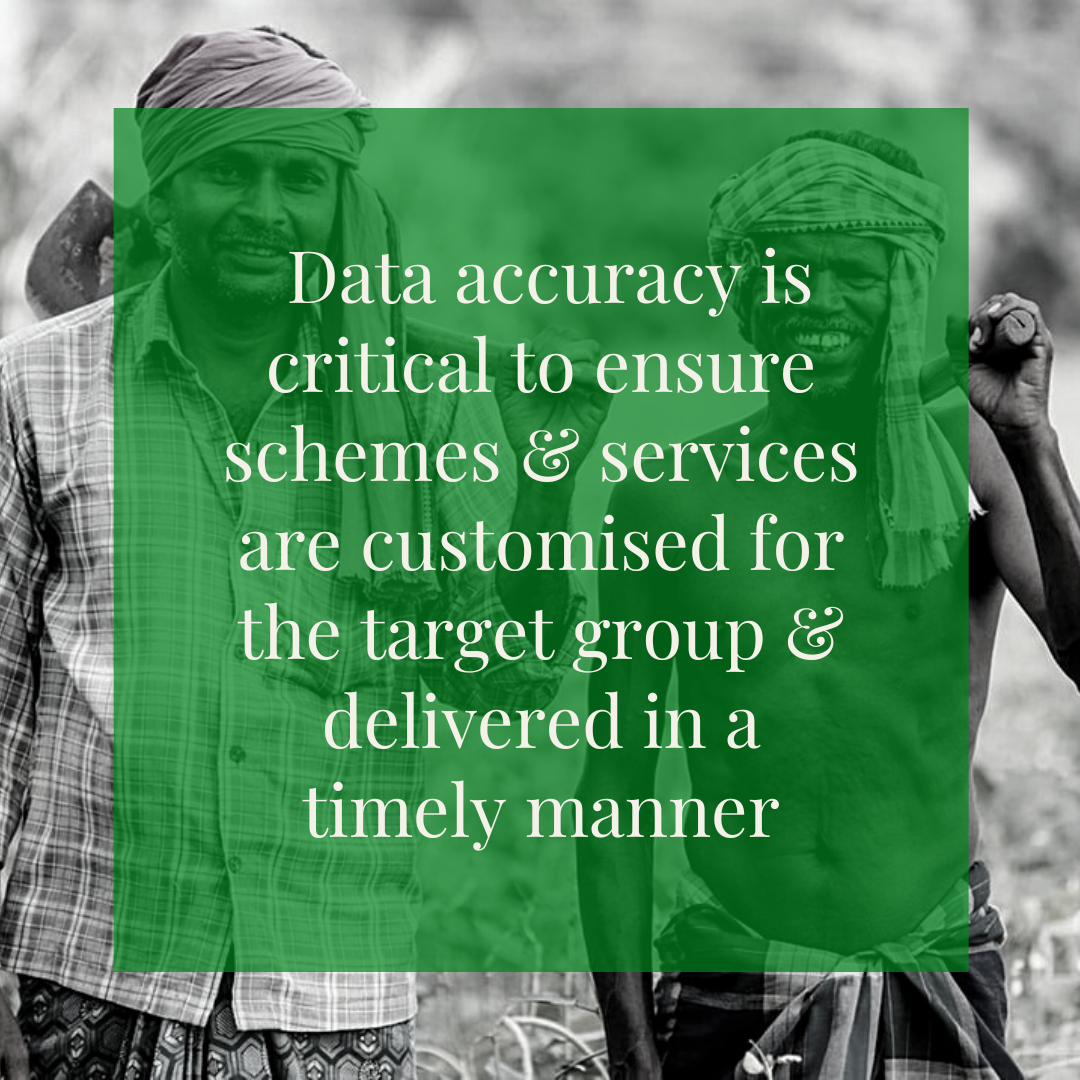 Data accuracy is
critical to ensure
schemes & services
are customised for
the target group &
delivered in a
timely manner